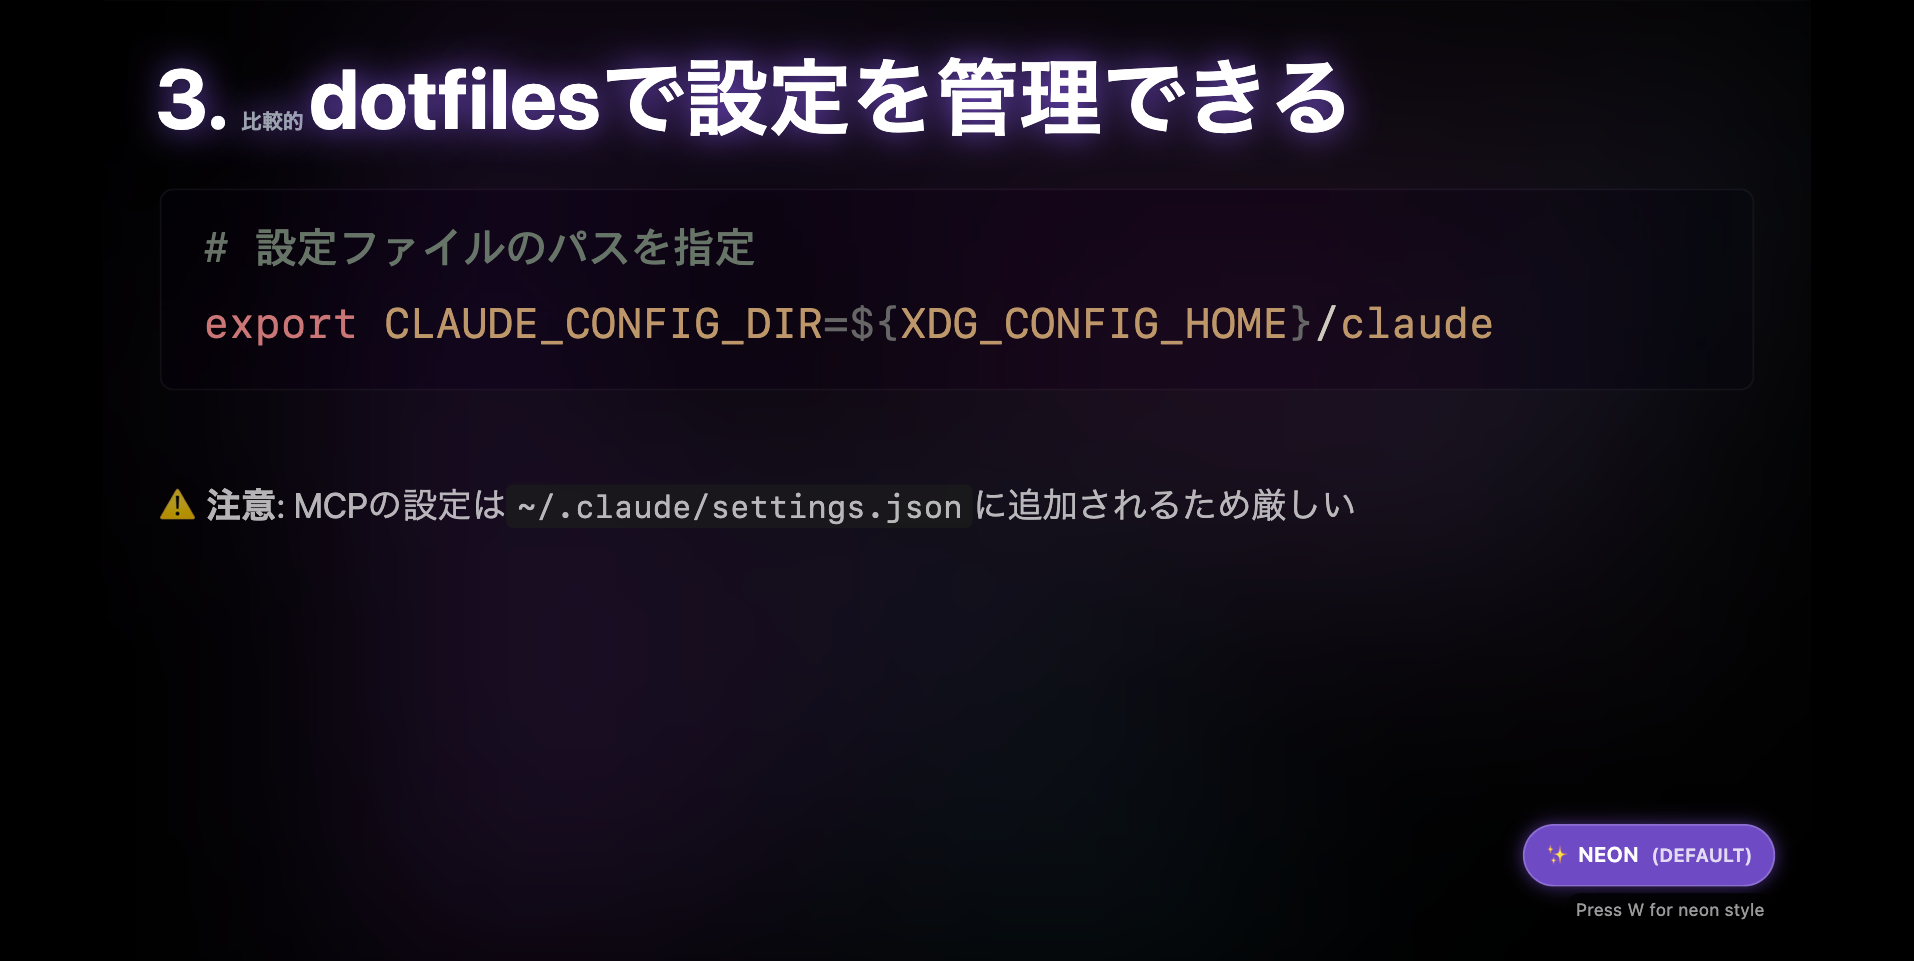 3. 比較的 dotfilesで設定を管理できる
# 設定ファイルのパスを指定
export CLAUDE_CONFIG_DIR=${XDG_CONFIG_HOME}/claude
⚠️ 注意: MCPの設定は ~/.claude/settings.json に追加されるため厳しい
✨ NEON (DEFAULT)
Press W for neon style